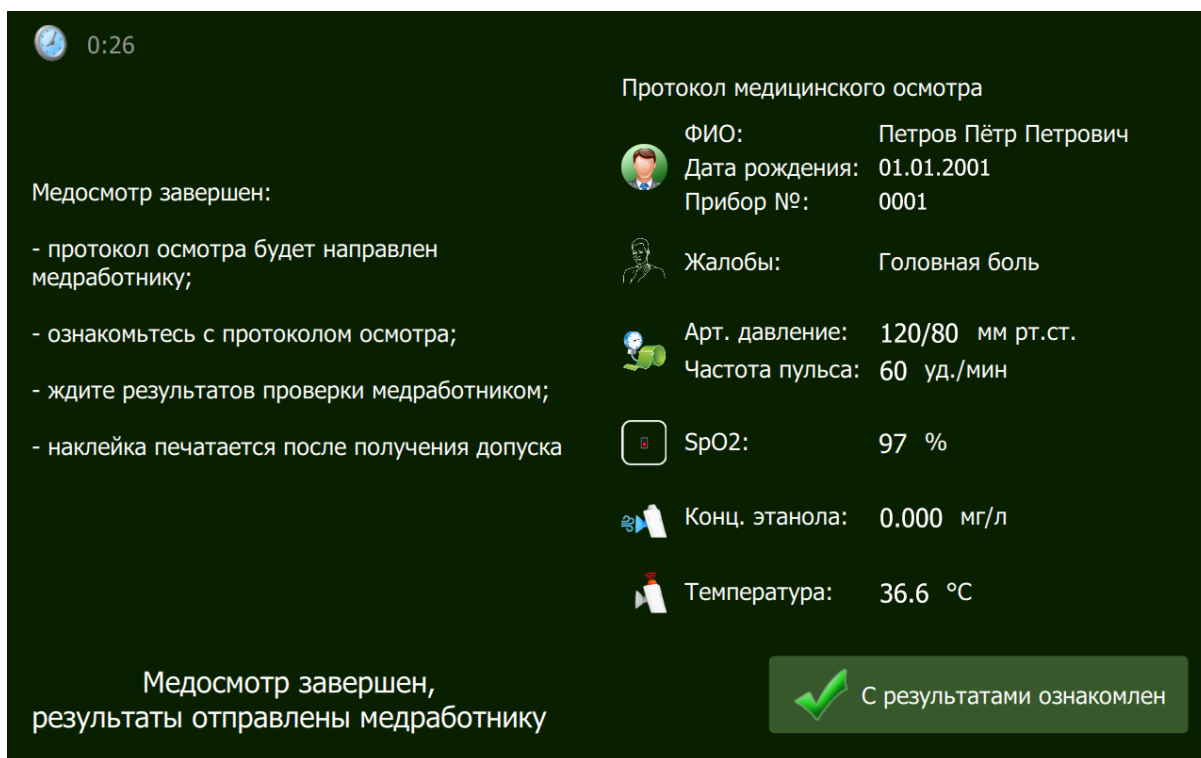 0:26
Медосмотр завершен:
- протокол осмотра будет направлен
медработнику;
- ознакомьтесь с протоколом осмотра;
- ждите результатов проверки медработником;
- наклейка печатается после получения допуска
Протокол медицинского осмотра
ФИО: Петров Пётр Петрович
Дата рождения: 01.01.2001
Прибор №: 0001
Жалобы: Головная боль
Арт. давление: 120/80 мм рт.ст.
Частота пульса: 60 уд./мин
SpO2: 97 %
Конц. этанола: 0.000 мг/л
Температура: 36.6 °C
Медосмотр завершен,
результаты отправлены медработнику
С результатами ознакомлен